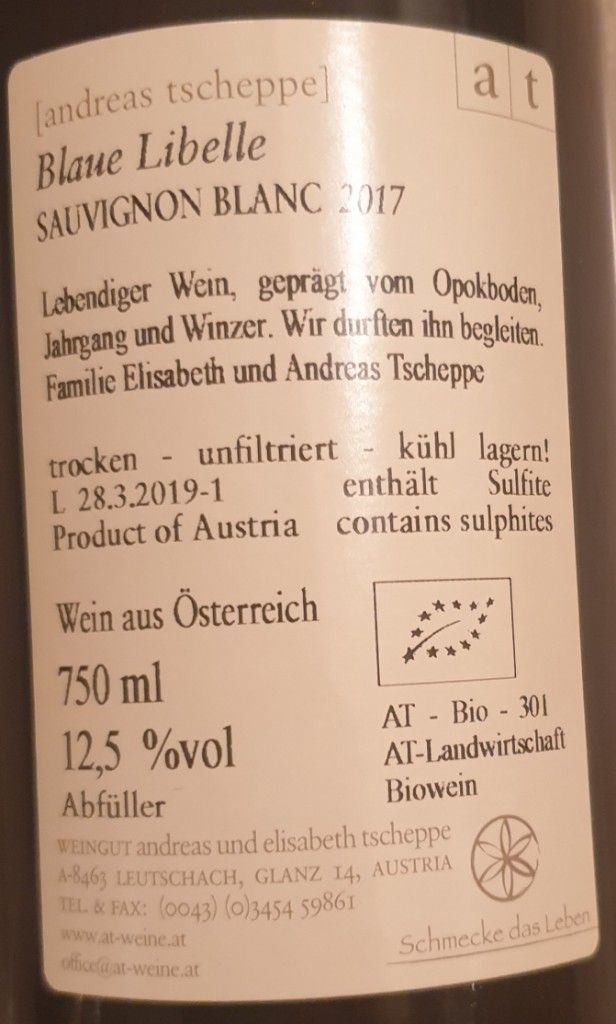 [andreas tscheppe]
a t
Blaue Libelle
SAUVIGNON BLANC 2017
Lebendiger Wein, geprägt vom Opokboden,
Jahrgang und Winzer. Wir durften ihn begleiten.
Familie Elisabeth und Andreas Tscheppe
trocken - unfiltriert - kühl lagern!
L 28.3.2019-1 enthält Sulfite
Product of Austria contains sulphites
Wein aus Österreich
750 ml
12,5 %vol
Abfüller
AT - Bio - 301
AT-Landwirtschaft
Biowein
WEINGUT andreas und elisabeth tscheppe
A-8463 LEUTSCHACH, GLANZ 14, AUSTRIA
TEL & FAX: (0043) (0)3454 59861
www.at-weine.at
office@at-weine.at
Schmecke das Leben